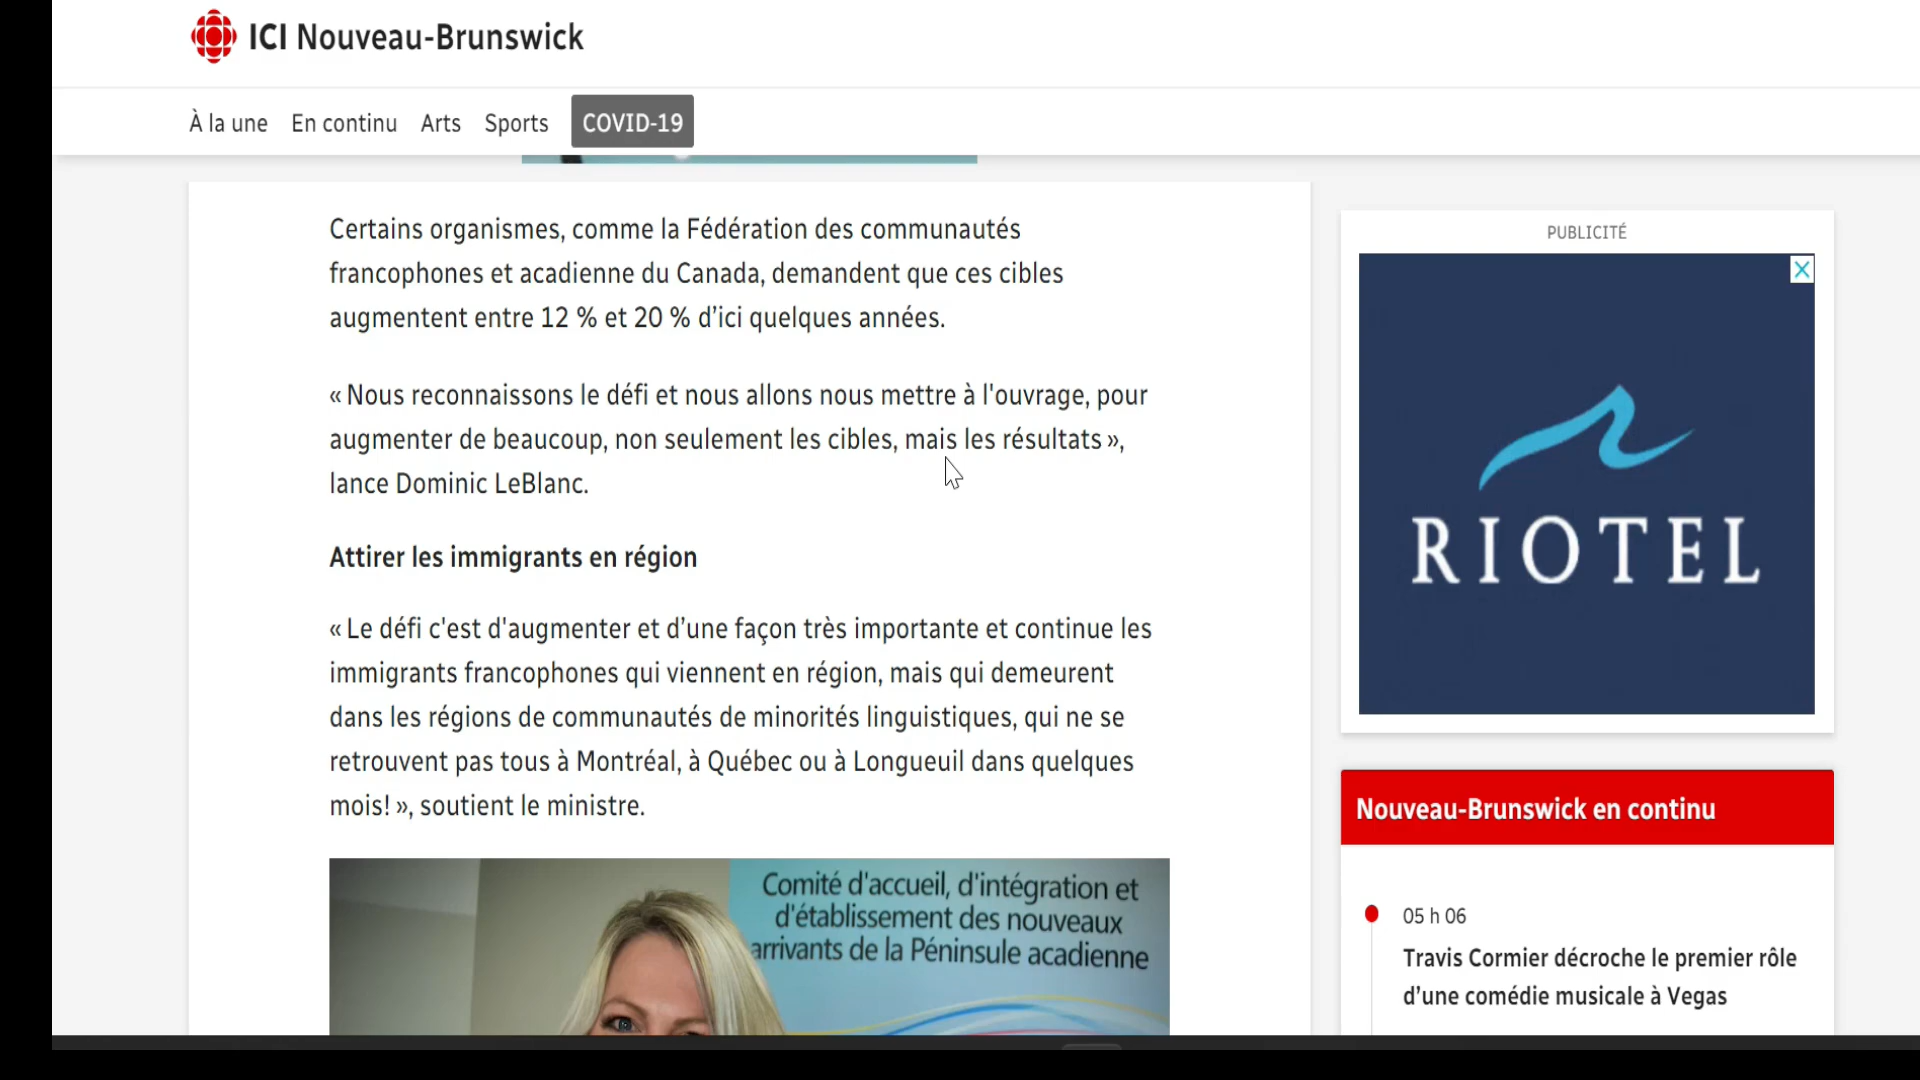 ICI Nouveau-Brunswick
À la une En continu Arts Sports COVID-19
Certains organismes, comme la Fédération des communautés
francophones et acadienne du Canada, demandent que ces cibles
augmentent entre 12 % et 20 % d’ici quelques années.
« Nous reconnaissons le défi et nous allons nous mettre à l'ouvrage, pour
augmenter de beaucoup, non seulement les cibles, mais les résultats »,
lance Dominic LeBlanc.
Attirer les immigrants en région
« Le défi c'est d'augmenter et d’une façon très importante et continue les
immigrants francophones qui viennent en région, mais qui demeurent
dans les régions de communautés de minorités linguistiques, qui ne se
retrouvent pas tous à Montréal, à Québec ou à Longueuil dans quelques
mois! », soutient le ministre.
Comité d'accueil, d'intégration et
d'établissement des nouveaux
arrivants de la Péninsule acadienne
PUBLICITÉ
RIOTEL
Nouveau-Brunswick en continu
05 h 06
Travis Cormier décroche le premier rôle
d’une comédie musicale à Vegas